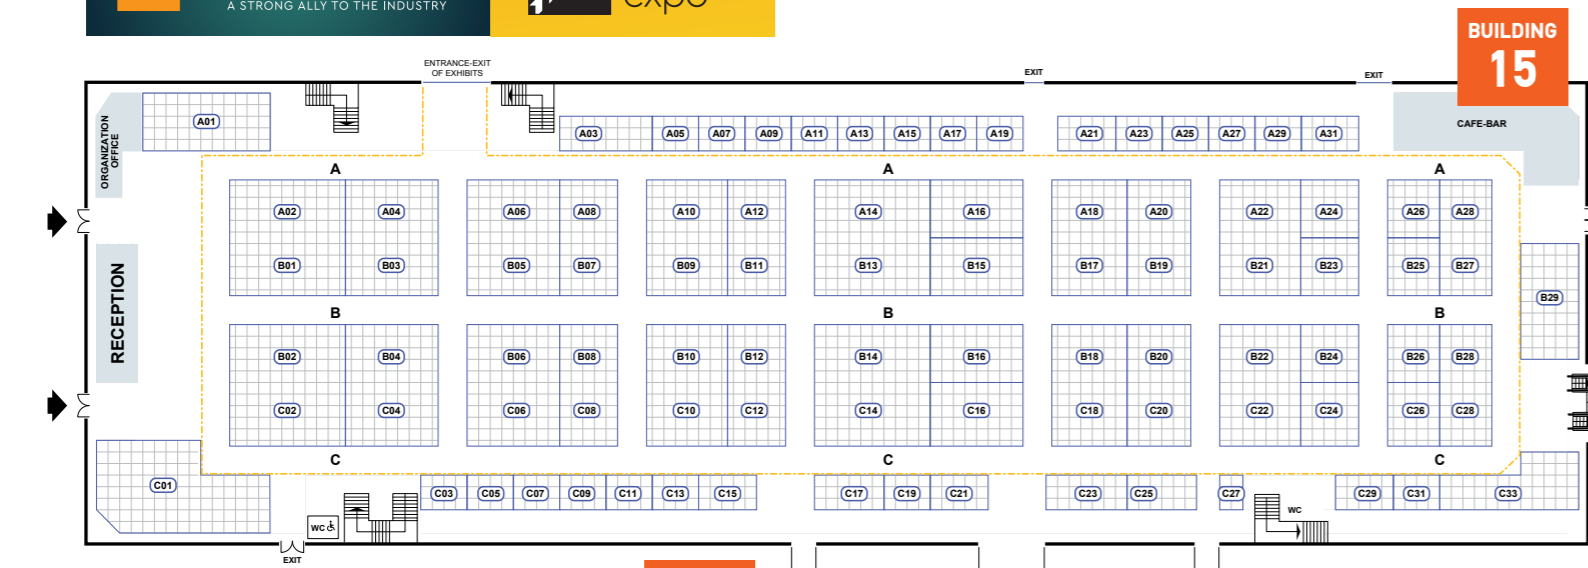 A STRONG ALLY TO THE INDUSTRY
expo
BUILDING
15
ENTRANCE-EXIT
OF EXHIBITS
EXIT
EXIT
ORGANIZATION
OFFICE
A01
A03
A05
A07
A09
A11
A13
A15
A17
A19
A21
A23
A25
A27
A29
A31
CAFE-BAR
A
A
A
A02
A04
A06
A08
A10
A12
A14
A16
A18
A20
A22
A24
A26
A28
B01
B03
B05
B07
B09
B11
B13
B15
B17
B19
B21
B23
B25
B27
B29
RECEPTION
B
B
B
B02
B04
B06
B08
B10
B12
B14
B16
B18
B20
B22
B24
B26
B28
C02
C04
C06
C08
C10
C12
C14
C16
C18
C20
C22
C24
C26
C28
C
C
C
C01
C03
C05
C07
C09
C11
C13
C15
C17
C19
C21
C23
C25
C27
C29
C31
C33
WC
WC
EXIT